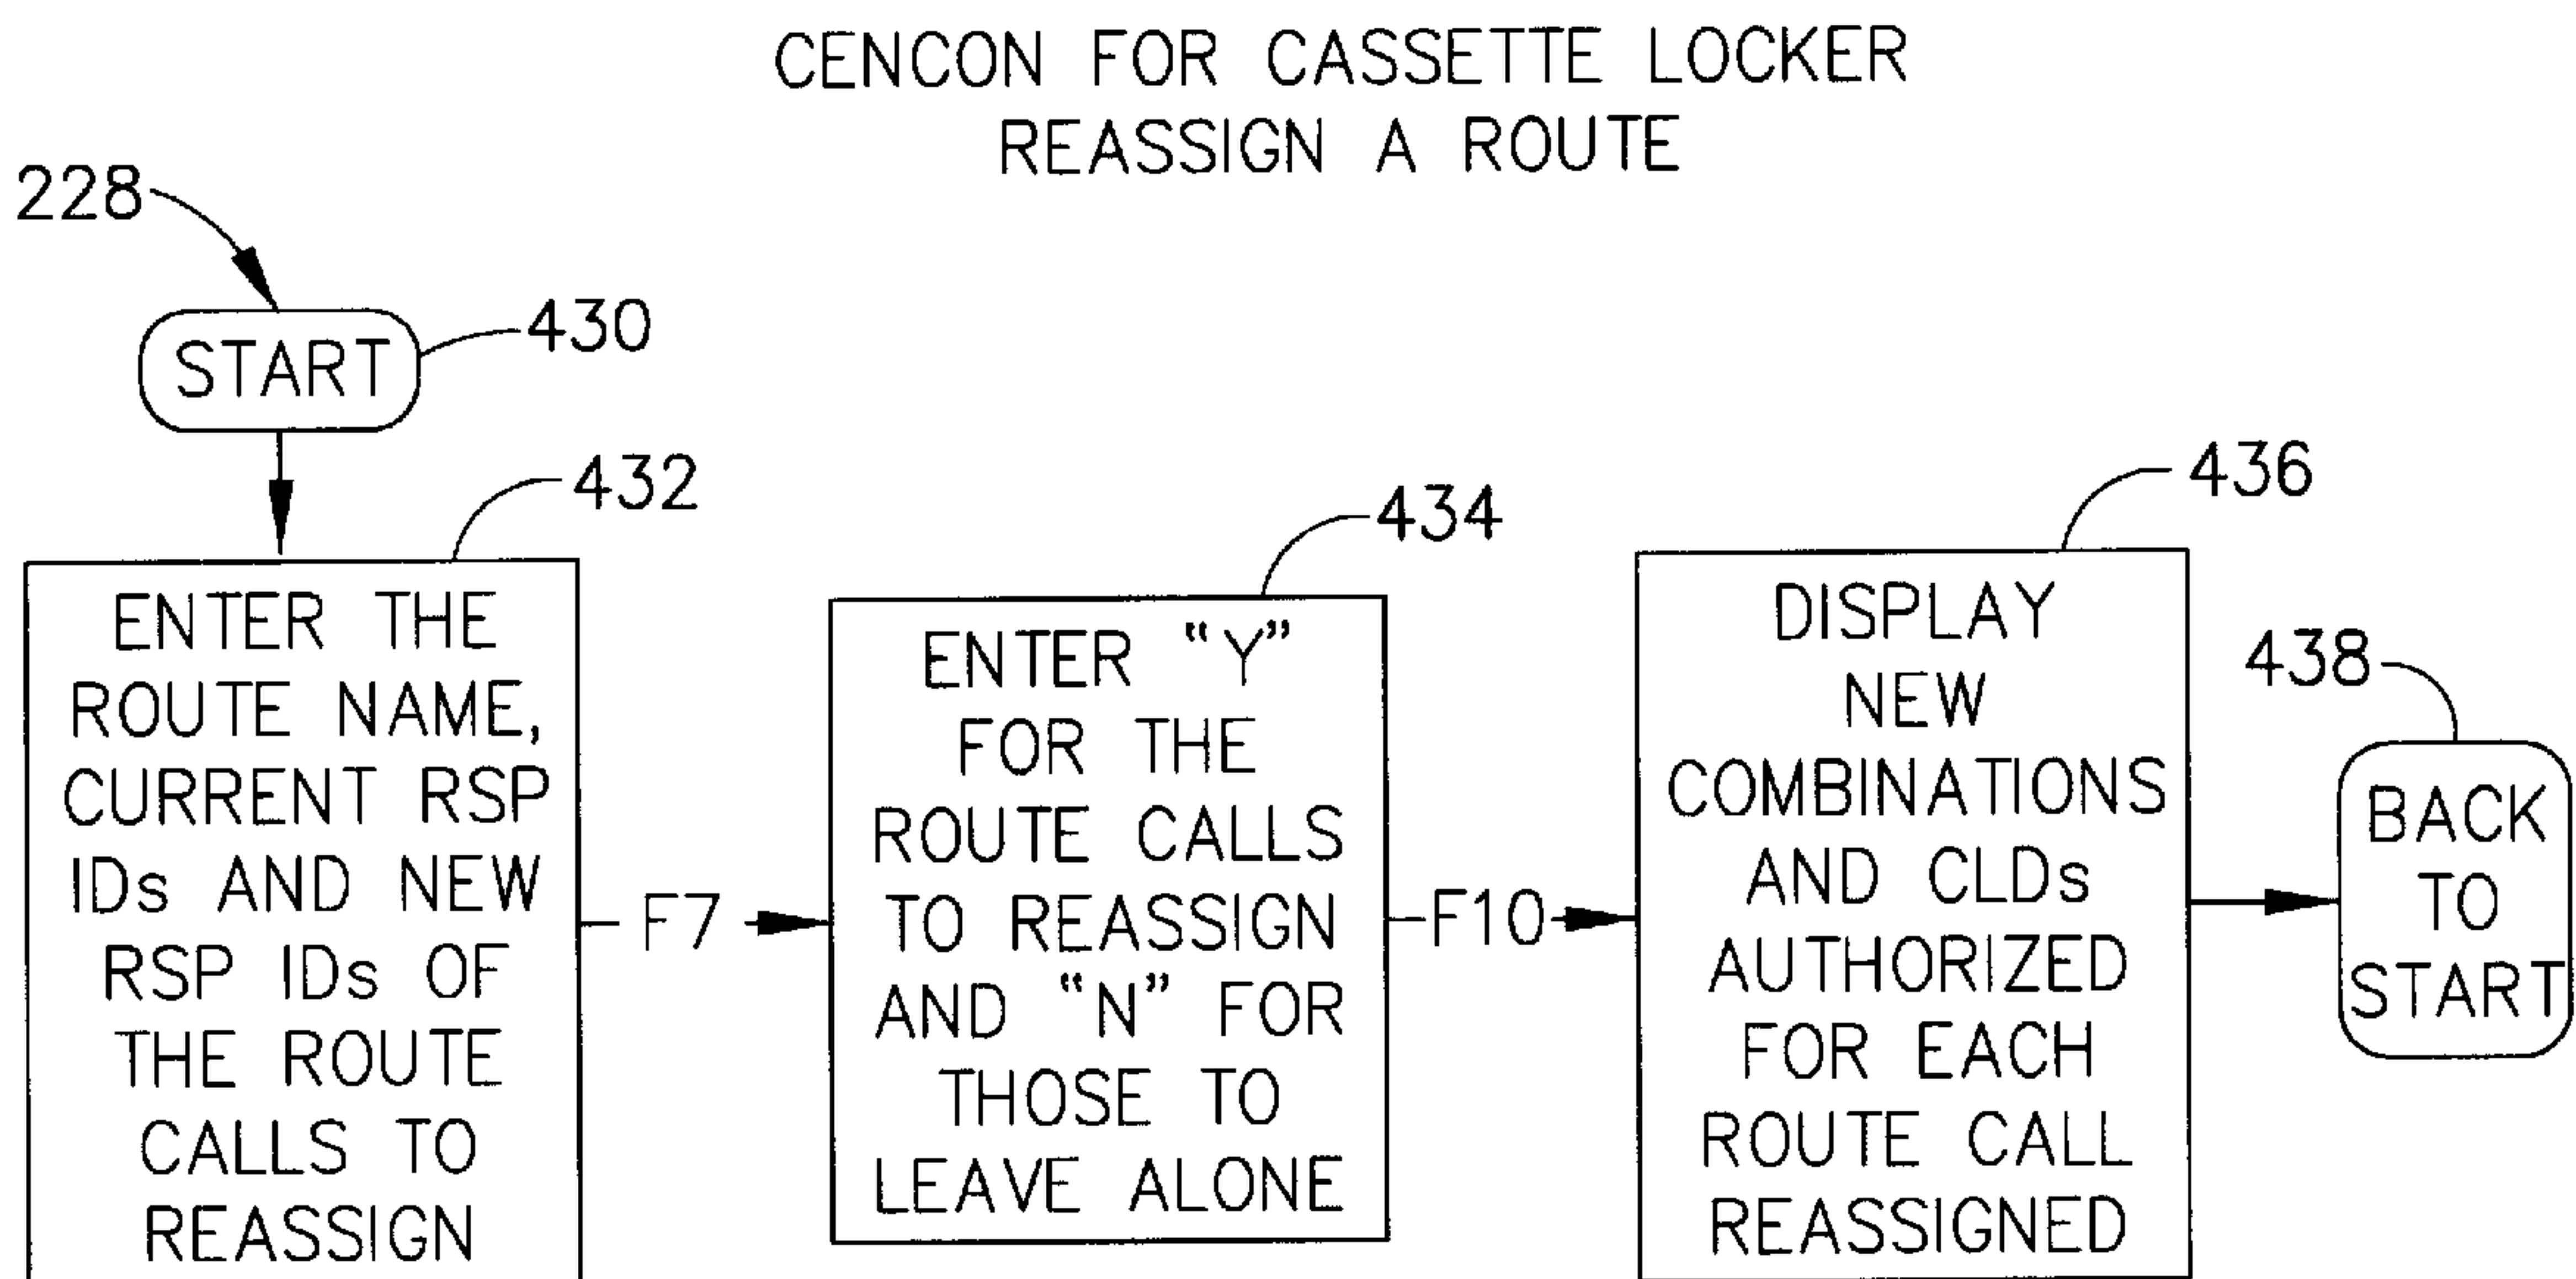 CENCON FOR CASSETTE LOCKER
REASSIGN A ROUTE
228
START
430
432
ENTER THE
ROUTE NAME,
CURRENT RSP
IDs AND NEW
RSP IDs OF
THE ROUTE
CALLS TO
REASSIGN
F7
434
ENTER “Y”
FOR THE
ROUTE CALLS
TO REASSIGN
AND “N” FOR
THOSE TO
LEAVE ALONE
F10
436
DISPLAY
NEW
COMBINATIONS
AND CLDs
AUTHORIZED
FOR EACH
ROUTE CALL
REASSIGNED
438
BACK
TO
START